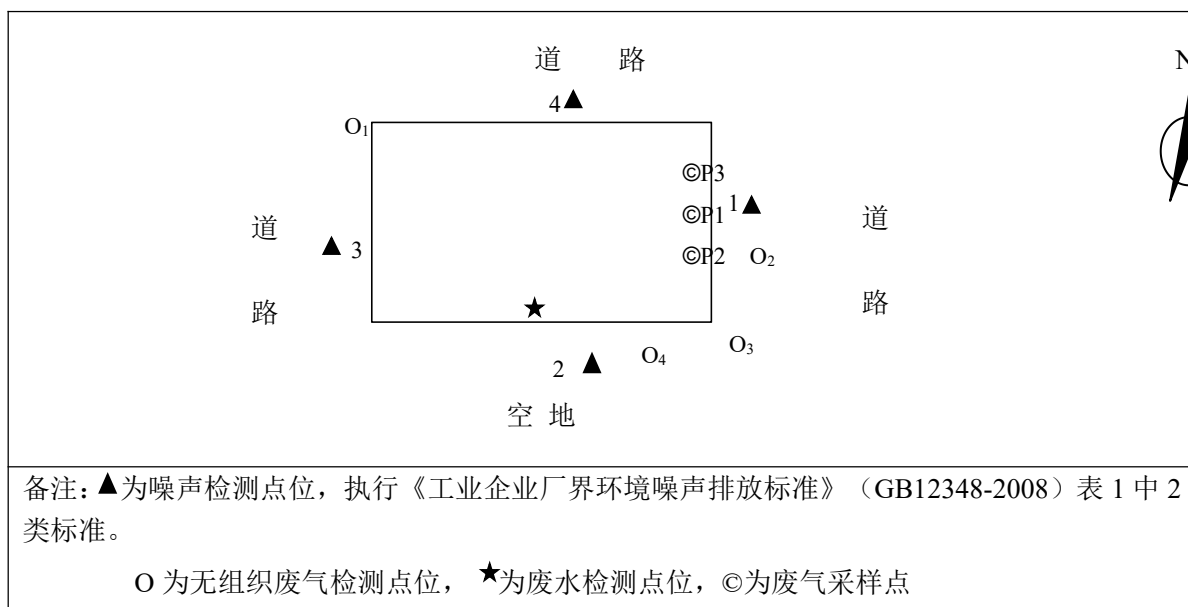 道 路
N
4▲
O₁
©P3
1▲
©P1
道
道
▲3
©P2
O₂
路
路
★
O₃
O₄
2▲
空 地
备注：▲为噪声检测点位，执行《工业企业厂界环境噪声排放标准》（GB12348-2008）表 1 中 2
类标准。
O 为无组织废气检测点位， ★为废水检测点位，©为废气采样点